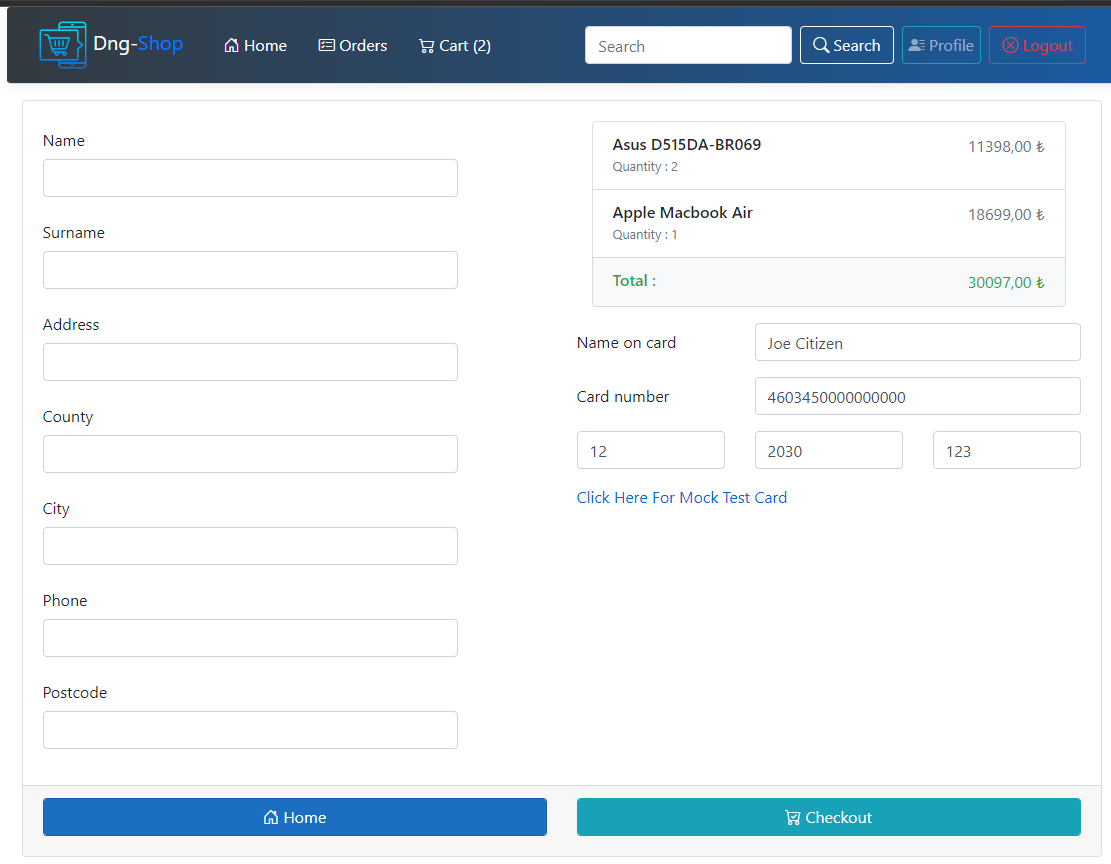 Dng-Shop
Home
Orders
Cart (2)
Search
Search
Profile
Logout
Name
Surname
Address
County
City
Phone
Postcode
Asus D515DA-BR069
11398,00 ₺
Quantity : 2
Apple Macbook Air
18699,00 ₺
Quantity : 1
Total :
30097,00 ₺
Name on card
Joe Citizen
Card number
4603450000000000
12
2030
123
Click Here For Mock Test Card
Home
Checkout